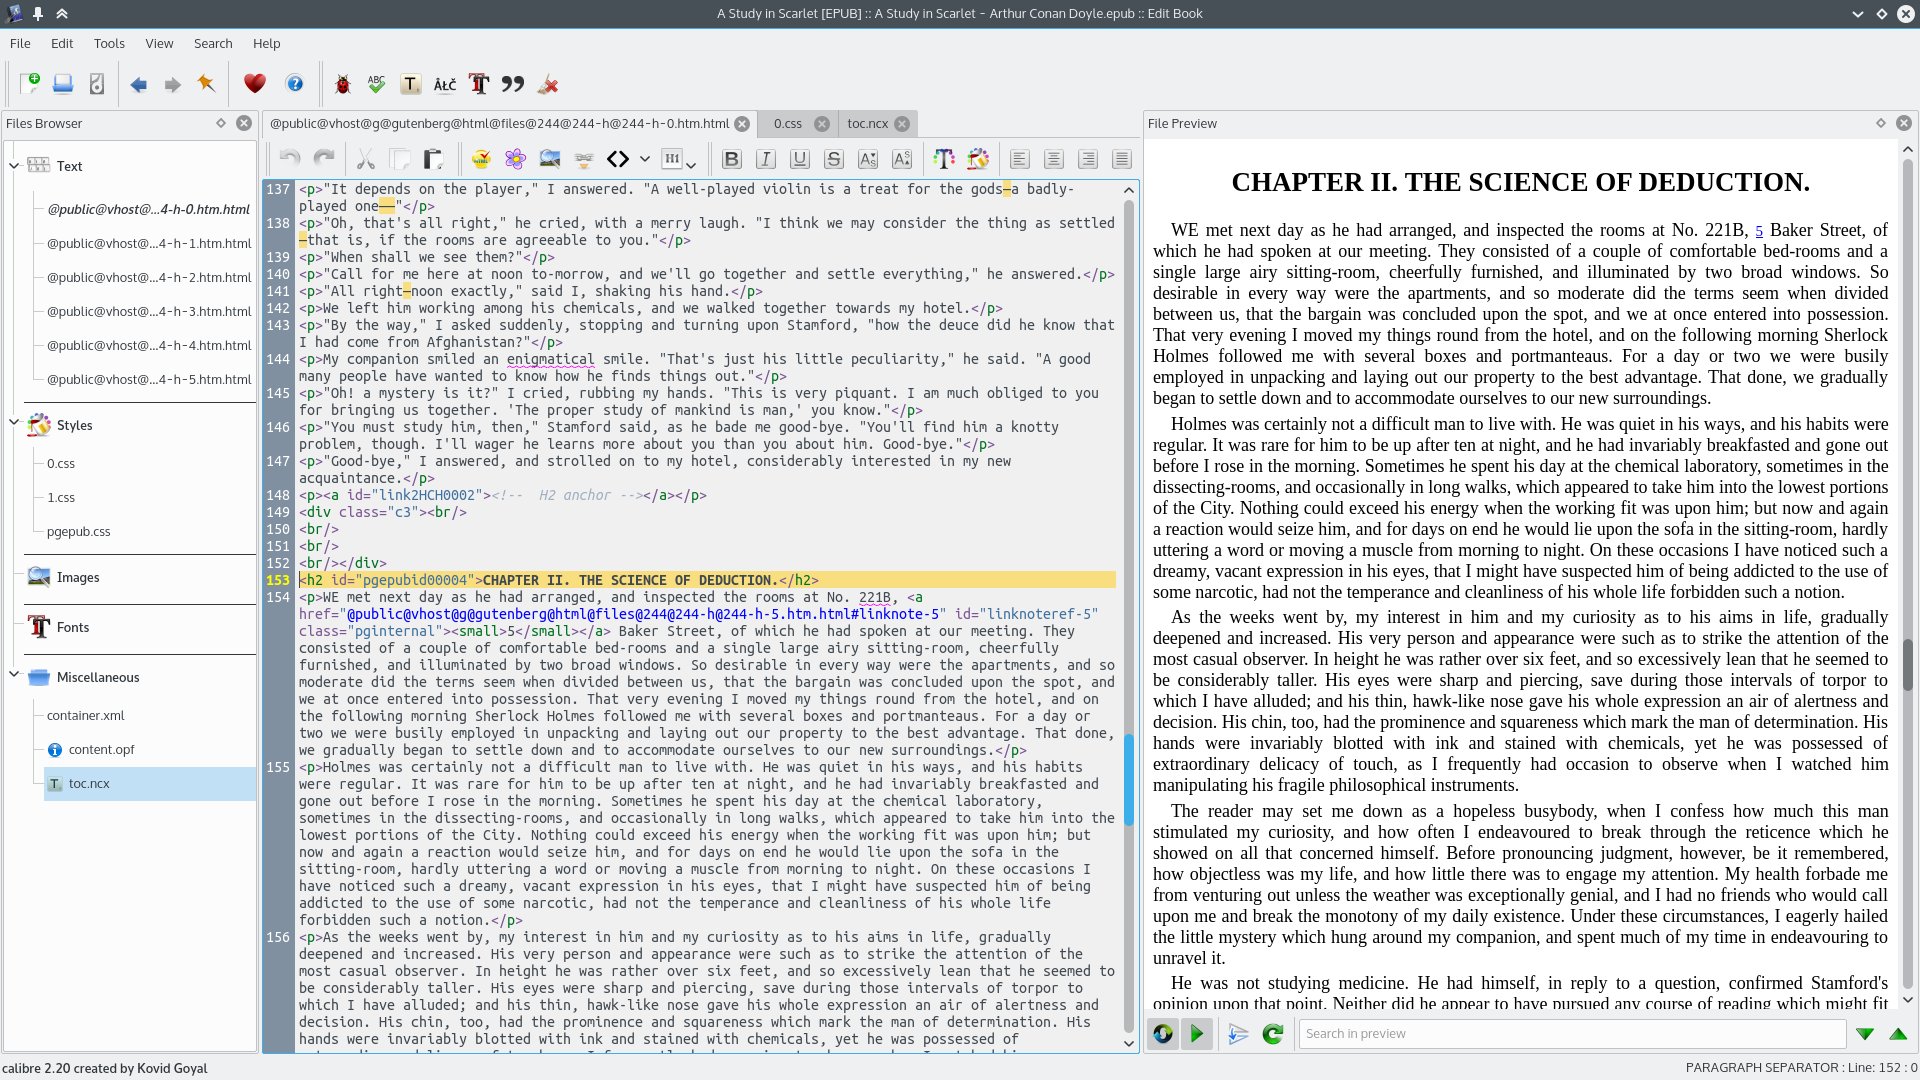 A Study in Scarlet [EPUB] :: A Study in Scarlet - Arthur Conan Doyle.epub :: Edit Book
File Edit Tools View Search Help
ABC
T.
ÂŁČ
Files Browser
Text
@public@vhost@...4-h-0.htm.html
@public@vhost@...4-h-1.htm.html
@public@vhost@...4-h-2.htm.html
@public@vhost@...4-h-3.htm.html
@public@vhost@...4-h-4.htm.html
@public@vhost@...4-h-5.htm.html
Styles
0.css
1.css
pgepub.css
Images
Fonts
Miscellaneous
container.xml
content.opf
toc.ncx
@public@vhost@g@gutenberg@html@files@244@244-h@244-h-0.htm.html 0.css toc.ncx
H1 B I U S
137 <p>"It depends on the player," I answered. "A well-played violin is a treat for the gods—a badly-
played one——"</p>
138 <p>"Oh, that's all right," he cried, with a merry laugh. "I think we may consider the thing as settled
—that is, if the rooms are agreeable to you."</p>
139 <p>"When shall we see them?"</p>
140 <p>"Call for me here at noon to-morrow, and we'll go together and settle everything," he answered.</p>
141 <p>"All right—noon exactly," said I, shaking his hand.</p>
142 <p>We left him working among his chemicals, and we walked together towards my hotel.</p>
143 <p>"By the way," I asked suddenly, stopping and turning upon Stamford, "how the deuce did he know that
I had come from Afghanistan?"</p>
144 <p>My companion smiled an enigmatical smile. "That's just his little peculiarity," he said. "A good
many people have wanted to know how he finds things out."</p>
145 <p>"Oh! a mystery is it?" I cried, rubbing my hands. "This is very piquant. I am much obliged to you
for bringing us together. 'The proper study of mankind is man,' you know."</p>
146 <p>"You must study him, then," Stamford said, as he bade me good-bye. "You'll find him a knotty
problem, though. I'll wager he learns more about you than you about him. Good-bye."</p>
147 <p>"Good-bye," I answered, and strolled on to my hotel, considerably interested in my new
acquaintance.</p>
148 <p><a id="link2HCH0002"><!--  H2 anchor --></a></p>
149 <div class="c3"><br/>
150 <br/>
151 <br/>
152 <br/></div>
153 <h2 id="pgepubid00004">CHAPTER II. THE SCIENCE OF DEDUCTION.</h2>
154 <p>WE met next day as he had arranged, and inspected the rooms at No. 221B, <a
href="@public@vhost@g@gutenberg@html@files@244@244-h@244-h-5.htm.html#linknote-5" id="linknoteref-5"
class="pginternal"><small>5</small></a> Baker Street, of which he had spoken at our meeting. They
consisted of a couple of comfortable bed-rooms and a single large airy sitting-room, cheerfully
furnished, and illuminated by two broad windows. So desirable in every way were the apartments, and so
moderate did the terms seem when divided between us, that the bargain was concluded upon the spot, and
we at once entered into possession. That very evening I moved my things round from the hotel, and on
the following morning Sherlock Holmes followed me with several boxes and portmanteaus. For a day or
two we were busily employed in unpacking and laying out our property to the best advantage. That done,
we gradually began to settle down and to accommodate ourselves to our new surroundings.</p>
155 <p>Holmes was certainly not a difficult man to live with. He was quiet in his ways, and his habits
were regular. It was rare for him to be up after ten at night, and he had invariably breakfasted and
gone out before I rose in the morning. Sometimes he spent his day at the chemical laboratory,
sometimes in the dissecting-rooms, and occasionally in long walks, which appeared to take him into the
lowest portions of the City. Nothing could exceed his energy when the working fit was upon him; but
now and again a reaction would seize him, and for days on end he would lie upon the sofa in the
sitting-room, hardly uttering a word or moving a muscle from morning to night. On these occasions I
have noticed such a dreamy, vacant expression in his eyes, that I might have suspected him of being
addicted to the use of some narcotic, had not the temperance and cleanliness of his whole life
forbidden such a notion.</p>
156 <p>As the weeks went by, my interest in him and my curiosity as to his aims in life, gradually
deepened and increased. His very person and appearance were such as to strike the attention of the
most casual observer. In height he was rather over six feet, and so excessively lean that he seemed to
be considerably taller. His eyes were sharp and piercing, save during those intervals of torpor to
which I have alluded; and his thin, hawk-like nose gave his whole expression an air of alertness and
decision. His chin, too, had the prominence and squareness which mark the man of determination. His
hands were invariably blotted with ink and stained with chemicals, yet he was possessed of
File Preview
CHAPTER II. THE SCIENCE OF DEDUCTION.
WE met next day as he had arranged, and inspected the rooms at No. 221B, 5 Baker Street, of
which he had spoken at our meeting. They consisted of a couple of comfortable bed-rooms and a
single large airy sitting-room, cheerfully furnished, and illuminated by two broad windows. So
desirable in every way were the apartments, and so moderate did the terms seem when divided
between us, that the bargain was concluded upon the spot, and we at once entered into possession.
That very evening I moved my things round from the hotel, and on the following morning Sherlock
Holmes followed me with several boxes and portmanteaus. For a day or two we were busily
employed in unpacking and laying out our property to the best advantage. That done, we gradually
began to settle down and to accommodate ourselves to our new surroundings.
Holmes was certainly not a difficult man to live with. He was quiet in his ways, and his habits were
regular. It was rare for him to be up after ten at night, and he had invariably breakfasted and gone out
before I rose in the morning. Sometimes he spent his day at the chemical laboratory, sometimes in the
dissecting-rooms, and occasionally in long walks, which appeared to take him into the lowest portions
of the City. Nothing could exceed his energy when the working fit was upon him; but now and again
a reaction would seize him, and for days on end he would lie upon the sofa in the sitting-room, hardly
uttering a word or moving a muscle from morning to night. On these occasions I have noticed such a
dreamy, vacant expression in his eyes, that I might have suspected him of being addicted to the use of
some narcotic, had not the temperance and cleanliness of his whole life forbidden such a notion.
As the weeks went by, my interest in him and my curiosity as to his aims in life, gradually
deepened and increased. His very person and appearance were such as to strike the attention of the
most casual observer. In height he was rather over six feet, and so excessively lean that he seemed to
be considerably taller. His eyes were sharp and piercing, save during those intervals of torpor to
which I have alluded; and his thin, hawk-like nose gave his whole expression an air of alertness and
decision. His chin, too, had the prominence and squareness which mark the man of determination. His
hands were invariably blotted with ink and stained with chemicals, yet he was possessed of
extraordinary delicacy of touch, as I frequently had occasion to observe when I watched him
manipulating his fragile philosophical instruments.
The reader may set me down as a hopeless busybody, when I confess how much this man
stimulated my curiosity, and how often I endeavoured to break through the reticence which he
showed on all that concerned himself. Before pronouncing judgment, however, be it remembered,
how objectless was my life, and how little there was to engage my attention. My health forbade me
from venturing out unless the weather was exceptionally genial, and I had no friends who would call
upon me and break the monotony of my daily existence. Under these circumstances, I eagerly hailed
the little mystery which hung around my companion, and spent much of my time in endeavouring to
unravel it.
He was not studying medicine. He had himself, in reply to a question, confirmed Stamford's
opinion upon that point. Neither did he appear to have pursued any course of reading which might fit
Search in preview
calibre 2.20 created by Kovid Goyal
PARAGRAPH SEPARATOR : Line: 152 : 0